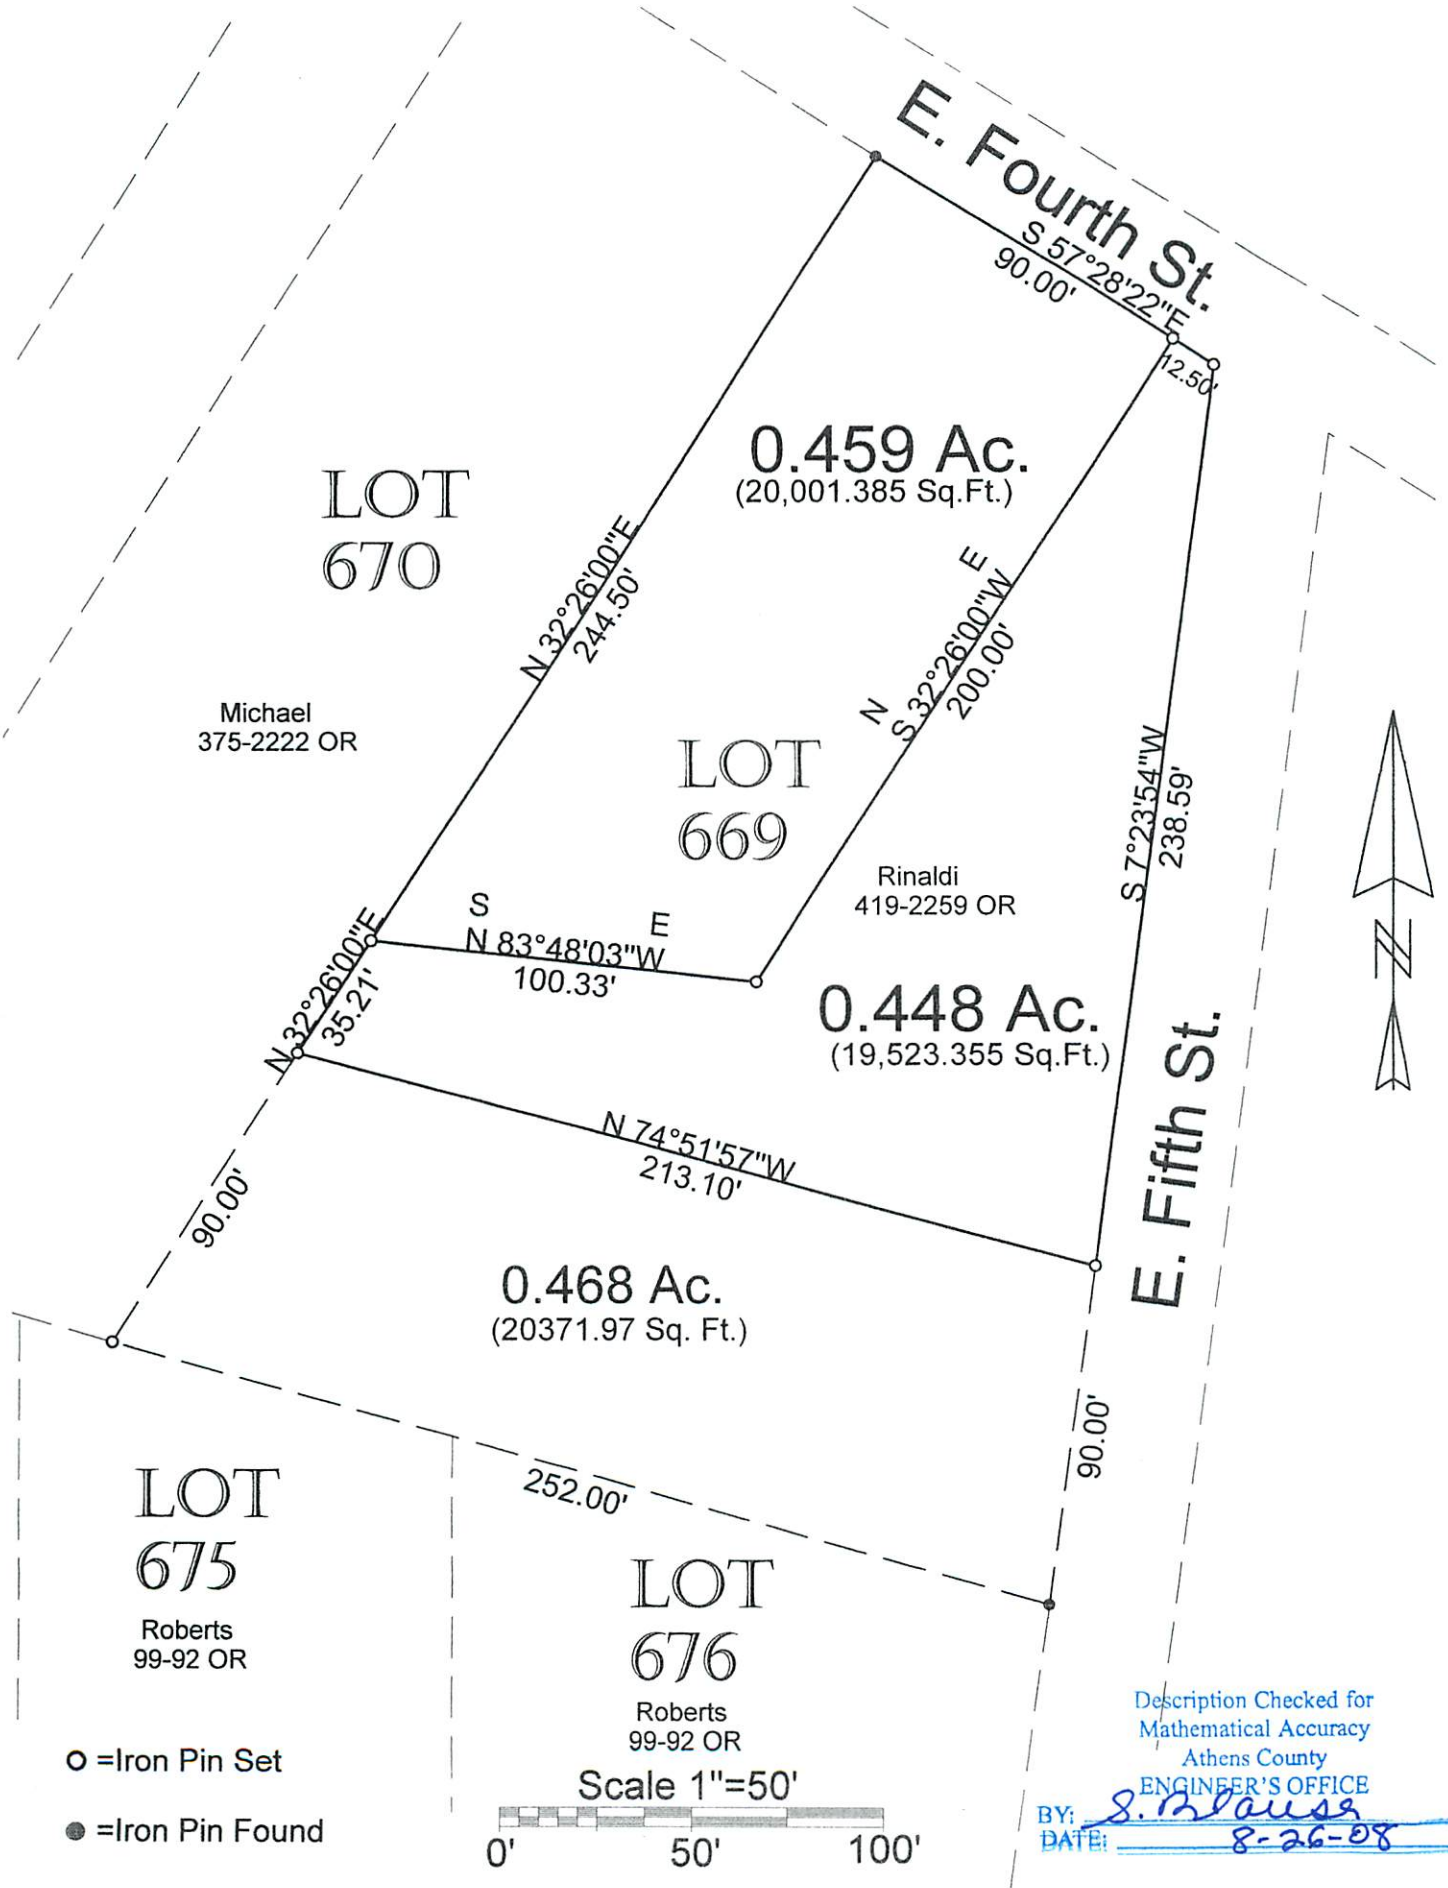 E. Fourth St.
S 57°28'22"E
90.00'
12.50'
0.459 Ac.
(20,001.385 Sq.Ft.)
LOT
670
N 32°26'00"E
244.50'
N E
S 32°26'00"W
200.00'
Michael
375-2222 OR
LOT
669
S 7°23'54"W
238.59'
Rinaldi
419-2259 OR
N
S E
N 83°48'03"W
100.33'
N 32°26'00"E
35.21'
0.448 Ac.
(19,523.355 Sq.Ft.)
E. Fifth St.
N 74°51'57"W
213.10'
90.00'
0.468 Ac.
(20371.97 Sq. Ft.)
90.00'
252.00'
LOT
675
Roberts
99-92 OR
LOT
676
Roberts
99-92 OR
O =Iron Pin Set
● =Iron Pin Found
Scale 1"=50'
0' 50' 100'
Description Checked for
Mathematical Accuracy
Athens County
ENGINEER'S OFFICE
BY: S. Blauser
DATE: 8-26-08